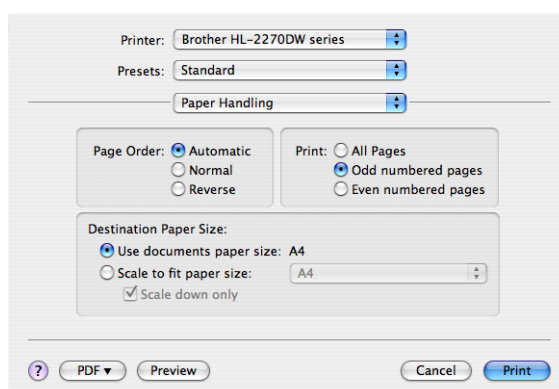 Printer: Brother HL-2270DW series
Presets: Standard
Paper Handling
Page Order: Automatic
Normal
Reverse
Print: All Pages
Odd numbered pages
Even numbered pages
Destination Paper Size:
Use documents paper size: A4
Scale to fit paper size: A4
Scale down only
? PDF ▼ Preview Cancel Print